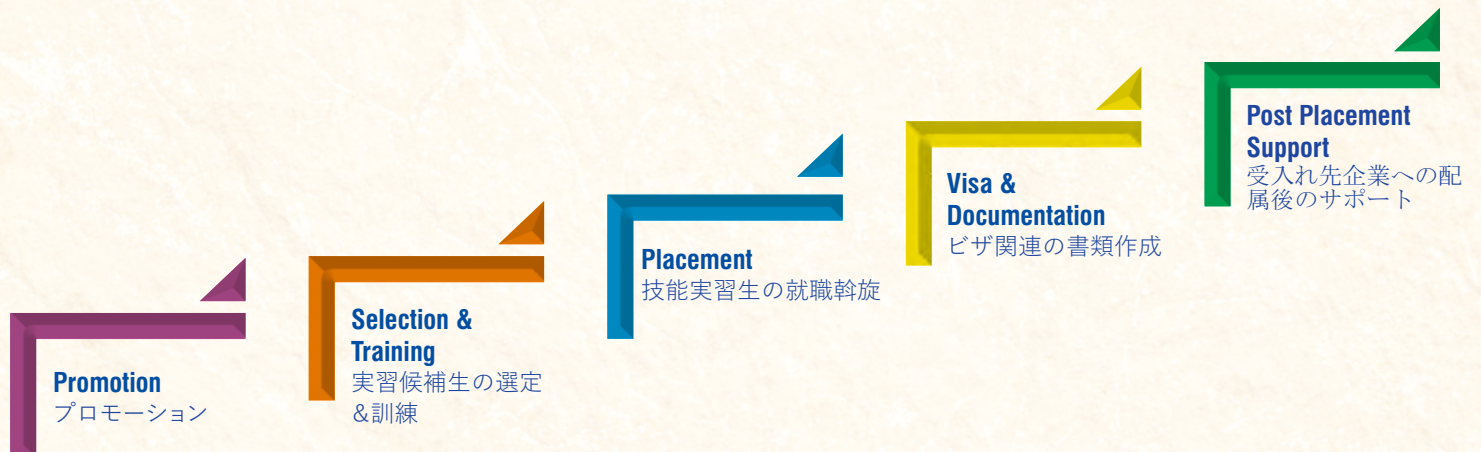 Promotion
プロモーション
Selection &
Training
実習候補生の選定
&訓練
Placement
技能実習生の就職斡旋
Visa &
Documentation
ビザ関連の書類作成
Post Placement
Support
受入れ先企業への配
属後のサポート